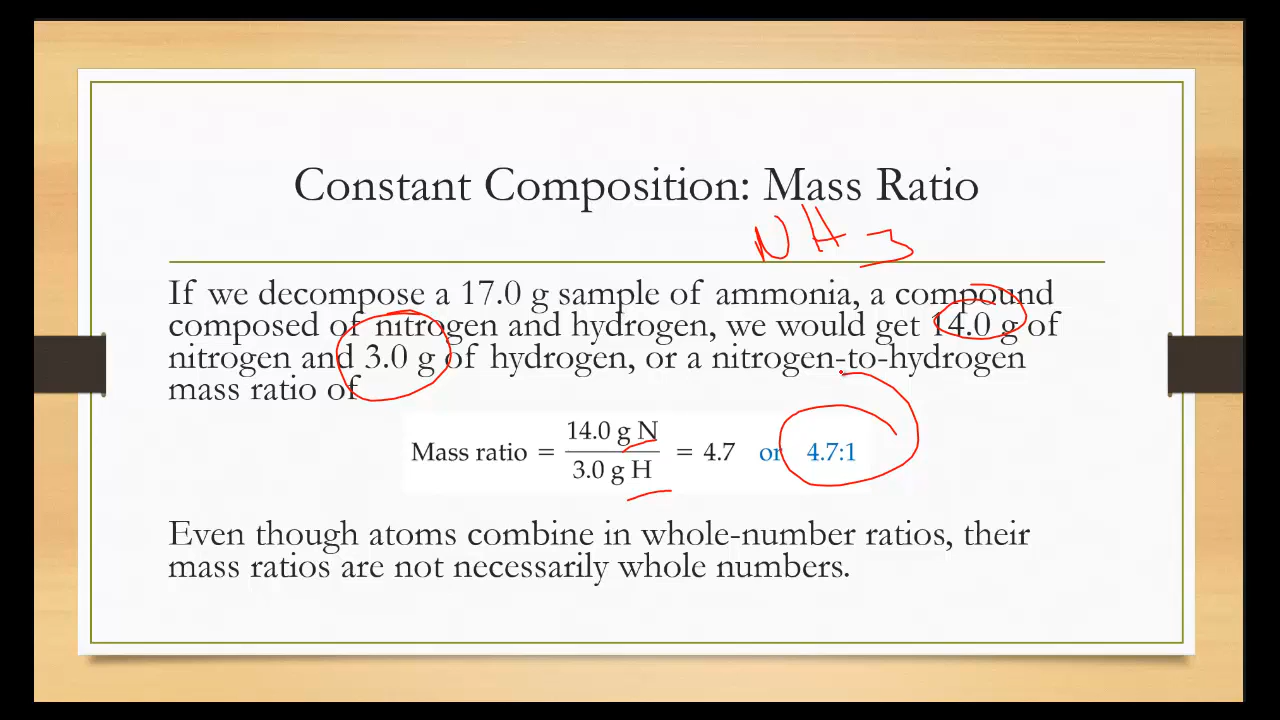 Constant Composition: Mass Ratio
NH3
If we decompose a 17.0 g sample of ammonia, a compound
composed of nitrogen and hydrogen, we would get 14.0 g of
nitrogen and 3.0 g of hydrogen, or a nitrogen-to-hydrogen
mass ratio of
14.0 g N
Mass ratio = = 4.7 or 4.7:1
3.0 g H
Even though atoms combine in whole-number ratios, their
mass ratios are not necessarily whole numbers.